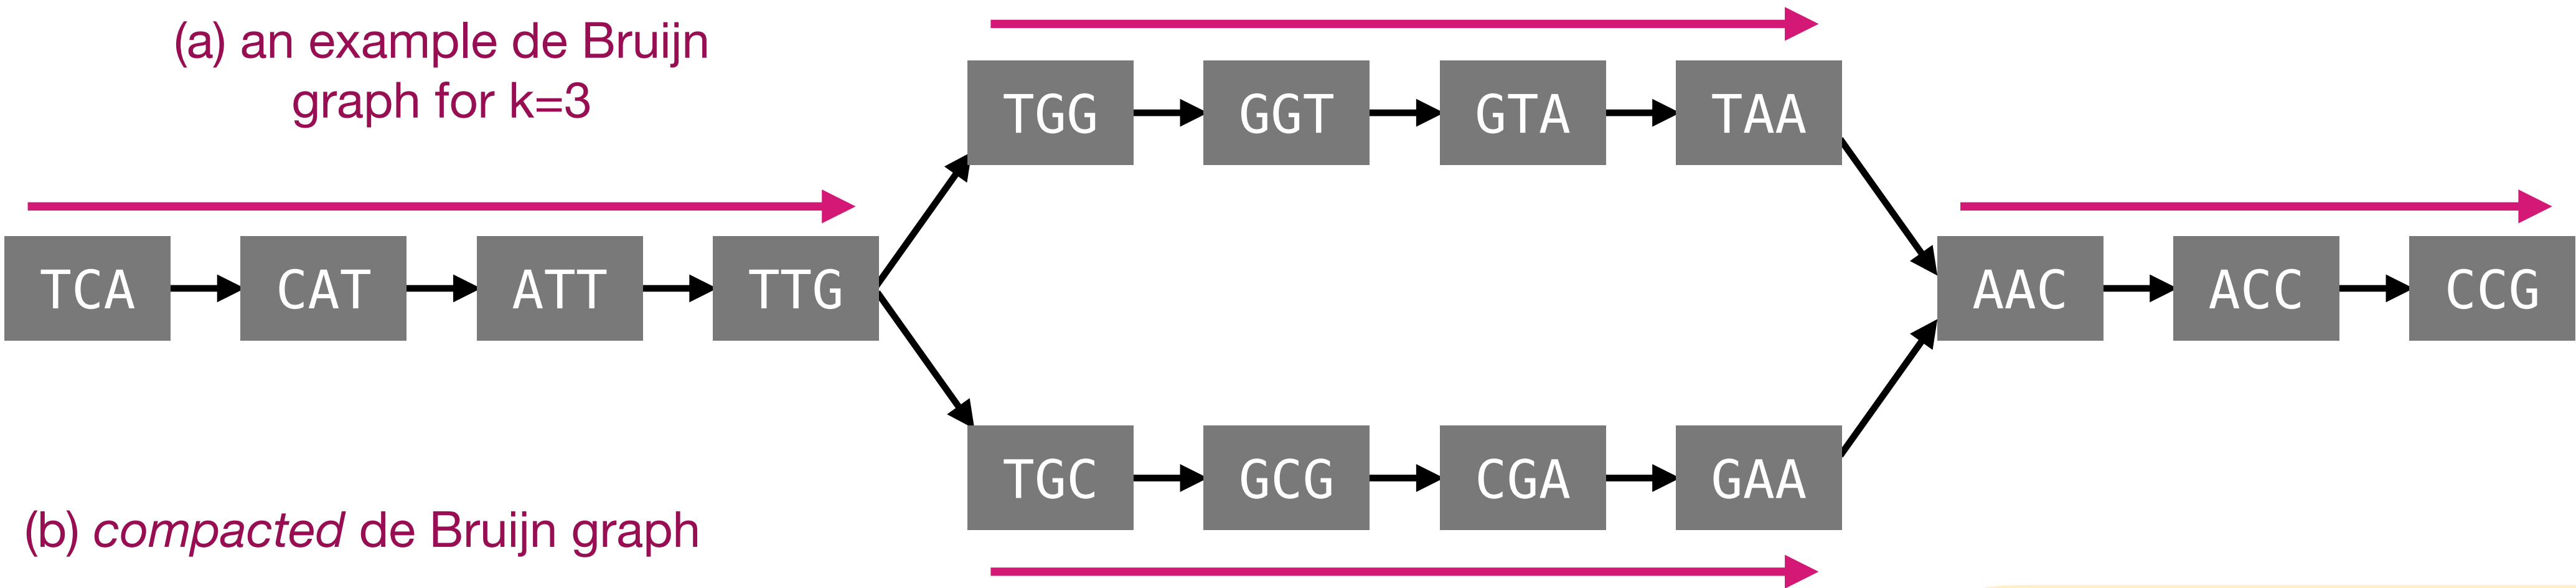 (a) an example de Bruijn
graph for k=3
TGG GGT GTA TAA
TCA CAT ATT TTG
AAC ACC CCG
TGC GCG CGA GAA
(b) compacted de Bruijn graph